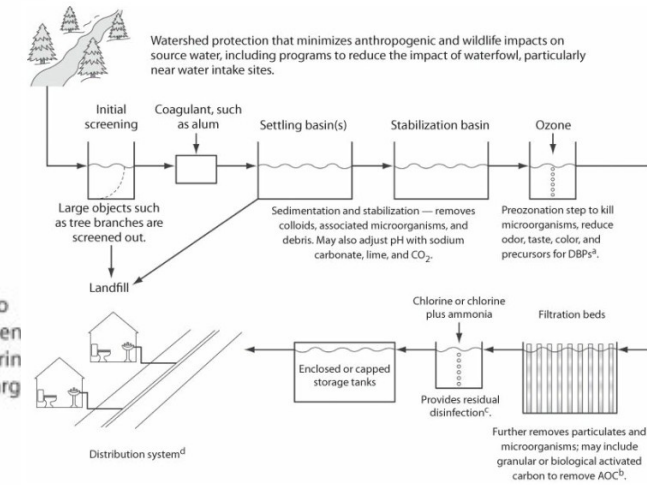 Watershed protection that minimizes anthropogenic and wildlife impacts on
source water, including programs to reduce the impact of waterfowl, particularly
near water intake sites.
Initial
screening
Coagulant, such
as alum
Settling basin(s)
Stabilization basin
Ozone
Large objects such
as tree branches are
screened out.
Sedimentation and stabilization — removes
colloids, associated microorganisms, and
debris. May also adjust pH with sodium
carbonate, lime, and CO₂.
Preozonation step to kill
microorganisms, reduce
odor, taste, color, and
precursors for DBPsᵃ.
Landfill
Chlorine or chlorine
plus ammonia
Filtration beds
Enclosed or capped
storage tanks
Provides residual
disinfectionᶜ.
Further removes particulates and
microorganisms; may include
granular or biological activated
carbon to remove AOCᵇ.
Distribution systemᵈ